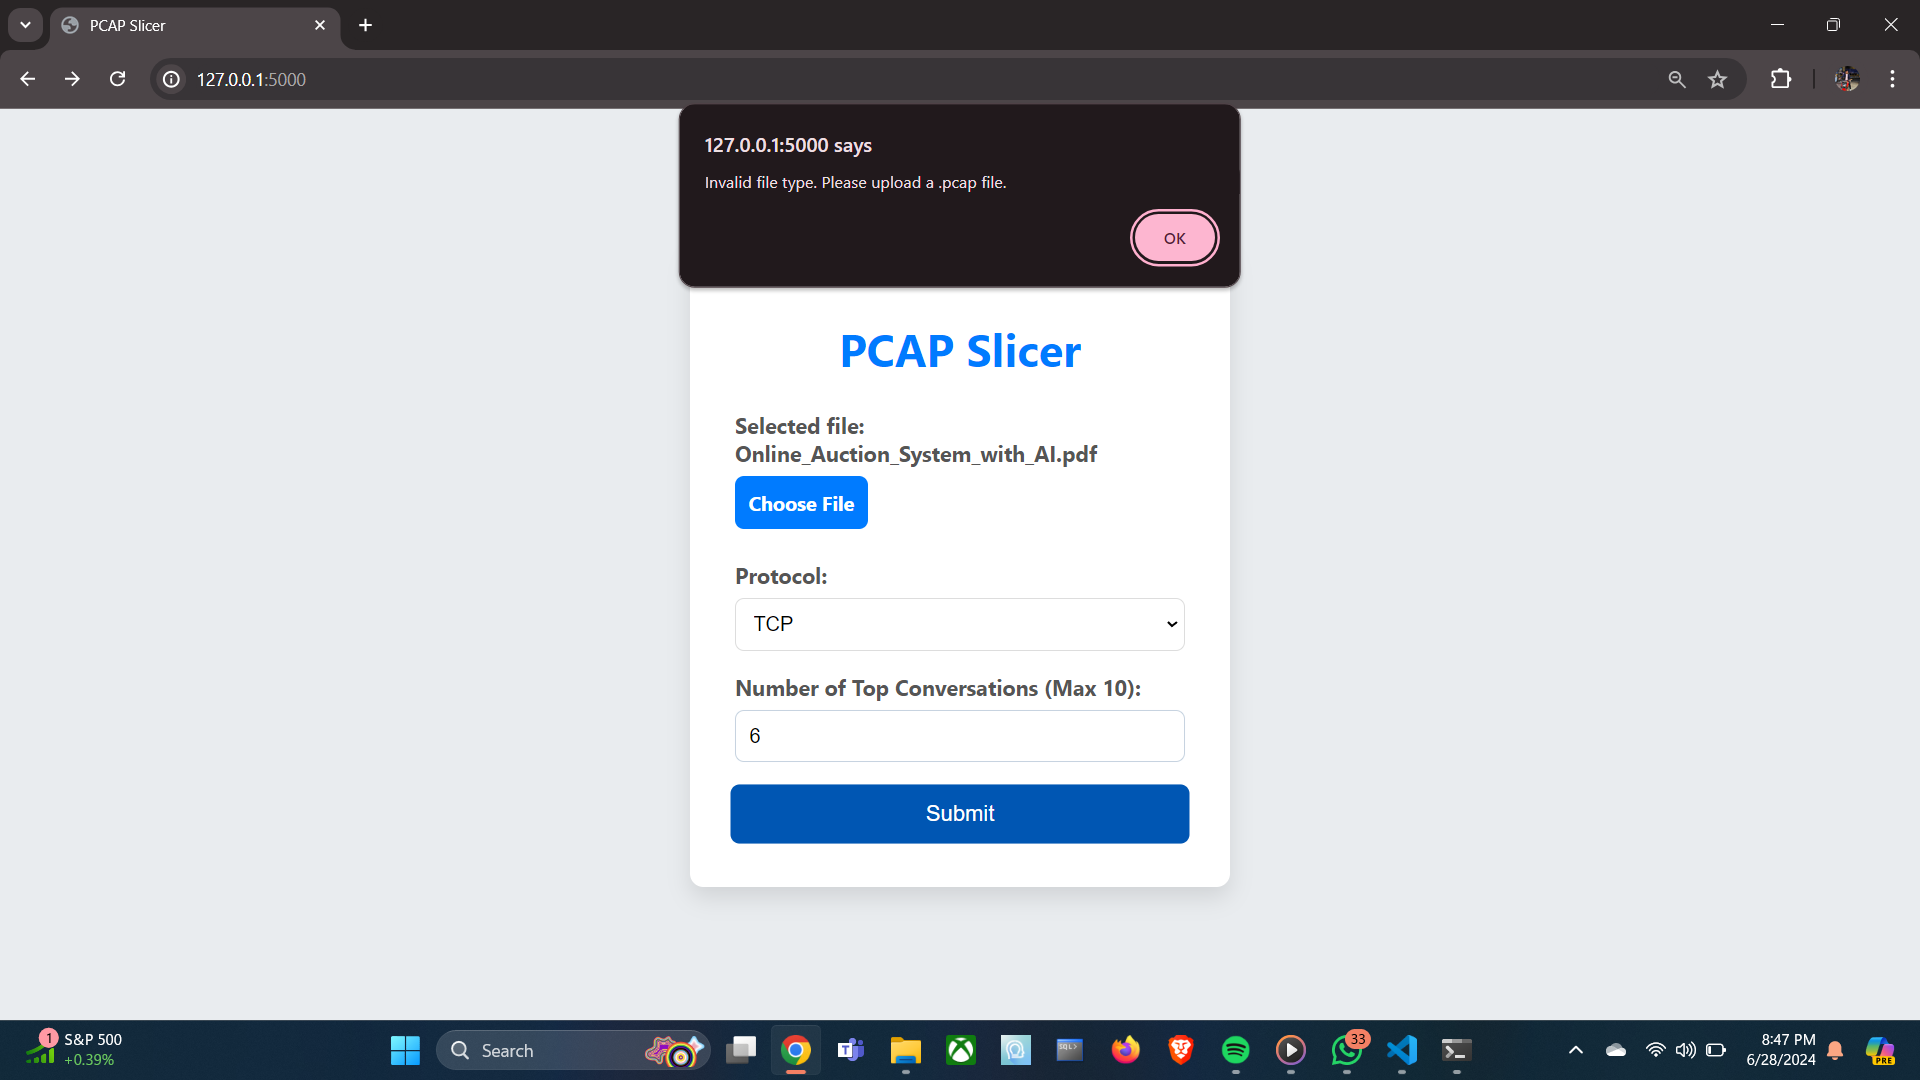 PCAP Slicer
127.0.0.1:5000
127.0.0.1:5000 says
Invalid file type. Please upload a .pcap file.
OK
PCAP Slicer
Selected file:
Online_Auction_System_with_AI.pdf
Choose File
Protocol:
TCP
Number of Top Conversations (Max 10):
6
Submit
1
S&P 500
+0.39%
Search
T
SQL>
33
8:47 PM
6/28/2024
PRE